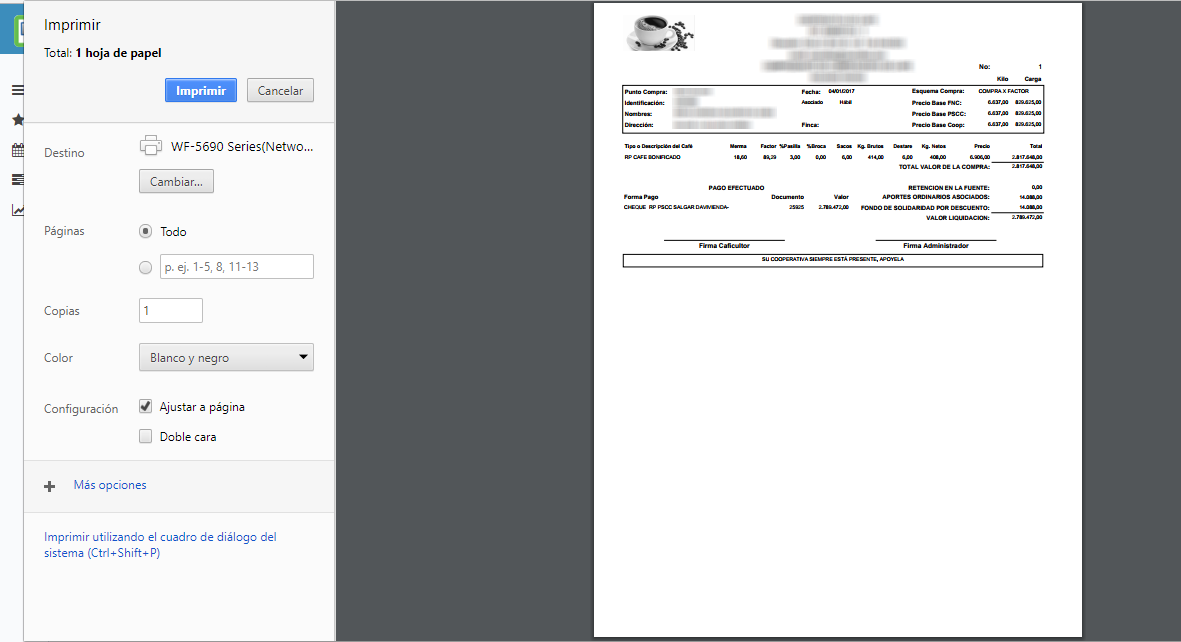 Imprimir
Total: 1 hoja de papel
Imprimir Cancelar
Destino WF-5690 Series(Netwo...
Cambiar...
Páginas Todo
p. ej. 1-5, 8, 11-13
Copias 1
Color Blanco y negro
Configuración Ajustar a página
Doble cara
Más opciones
Imprimir utilizando el cuadro de diálogo del
sistema (Ctrl+Shift+P)
No: 1
Kilo Carga
Punto Compra: Fecha: 04/01/2017 Esquema Compra: COMPRA X FACTOR
Identificación: Asociado Hábil Precio Base FNC: 6.637,00 829.625,00
Nombres: Precio Base PSCC: 6.637,00 829.625,00
Dirección: Finca: Precio Base Coop: 6.637,00 829.625,00
Tipo o Descripción del Café Merma Factor %Pasilla %Broca Sacos Kg. Brutos Destare Kg. Netos Precio Total
RP CAFE BONIFICADO 18,60 89,29 3,00 0,00 6,00 414,00 6,00 408,00 6.906,00 2.817.648,00
TOTAL VALOR DE LA COMPRA: 2.817.648,00
PAGO EFECTUADO RETENCION EN LA FUENTE: 0,00
Forma Pago Documento Valor APORTES ORDINARIOS ASOCIADOS: 14.088,00
CHEQUE RP PSCC SALGAR DAVIMIENDA- 25925 2.789.472,00 FONDO DE SOLIDARIDAD POR DESCUENTO: 14.088,00
VALOR LIQUIDACION: 2.789.472,00
Firma Caficultor Firma Administrador
SU COOPERATIVA SIEMPRE ESTÁ PRESENTE, APOYELA